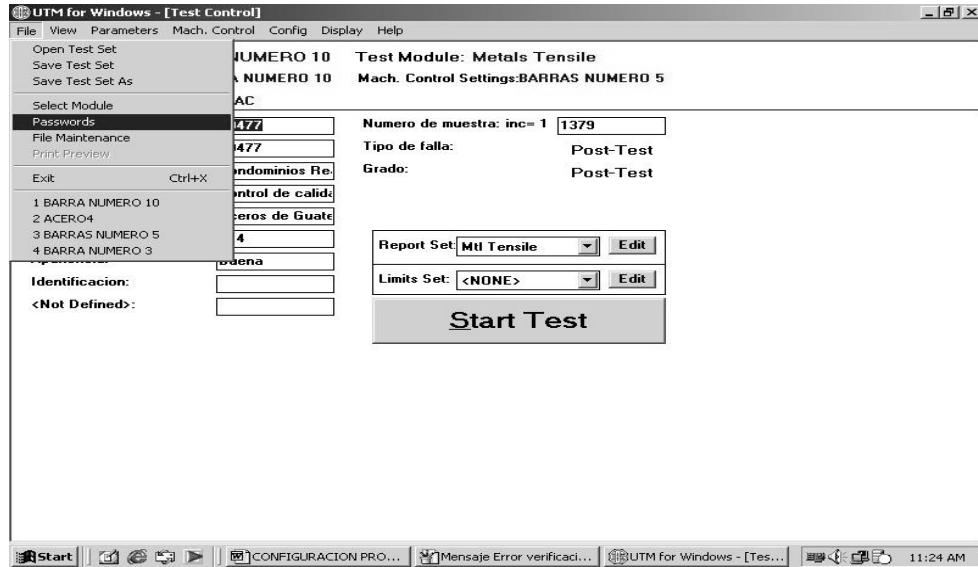 UTM for Windows - [Test Control]
File View Parameters Mach. Control Config Display Help
Open Test Set
Save Test Set
Save Test Set As
Select Module
Passwords
File Maintenance
Print Preview
Exit Ctrl+X
1 BARRA NUMERO 10
2 ACERO4
3 BARRAS NUMERO 5
4 BARRA NUMERO 3
NUMERO 10 Test Module: Metals Tensile
NUMERO 10 Mach. Control Settings:BARRAS NUMERO 5
AC
477 Numero de muestra: inc= 1 1379
477 Tipo de falla: Post-Test
ndominios Re Grado: Post-Test
ntrol de calida
ceros de Guate
4 Report Set: Mtl Tensile Edit
Buena
Identificacion: Limits Set: <NONE> Edit
<Not Defined>:
Start Test
Start CONFIGURACION PRO... Mensaje Error verificaci... UTM for Windows - [Tes... 11:24 AM